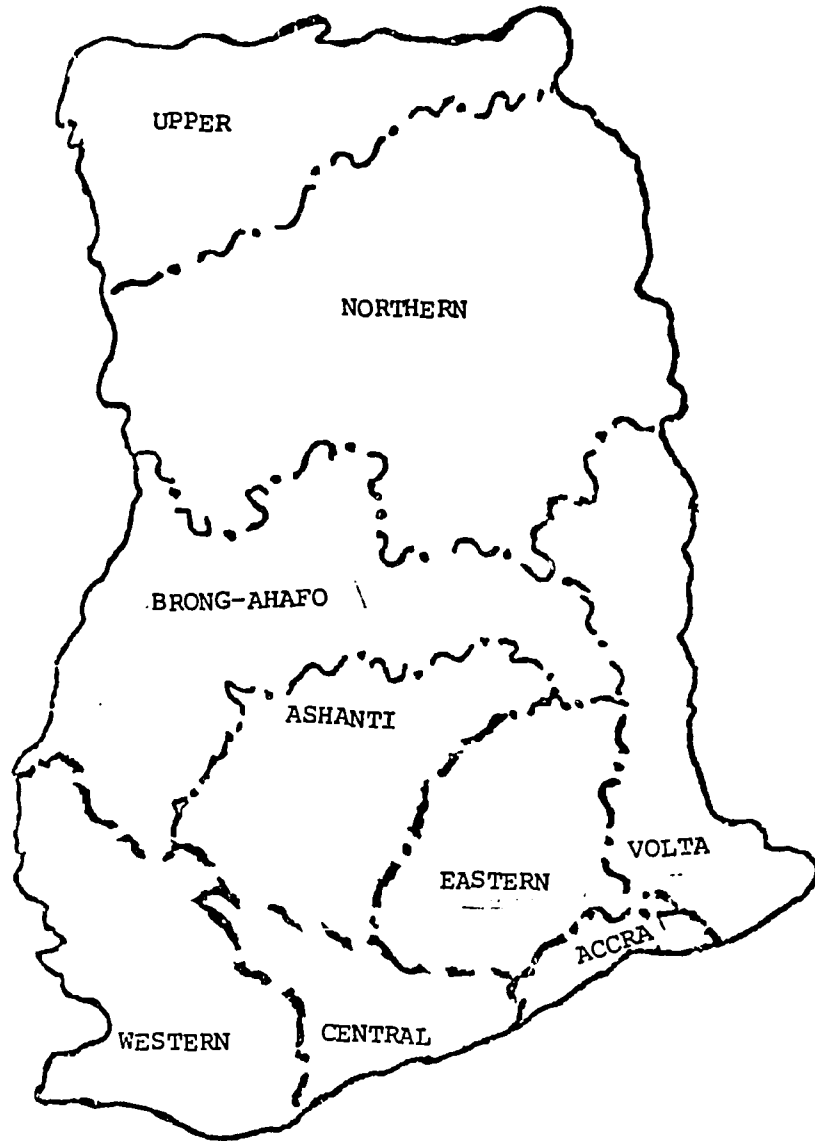 UPPER
NORTHERN
BRONG-AHAFO
ASHANTI
VOLTA
EASTERN
ACCRA
WESTERN
CENTRAL